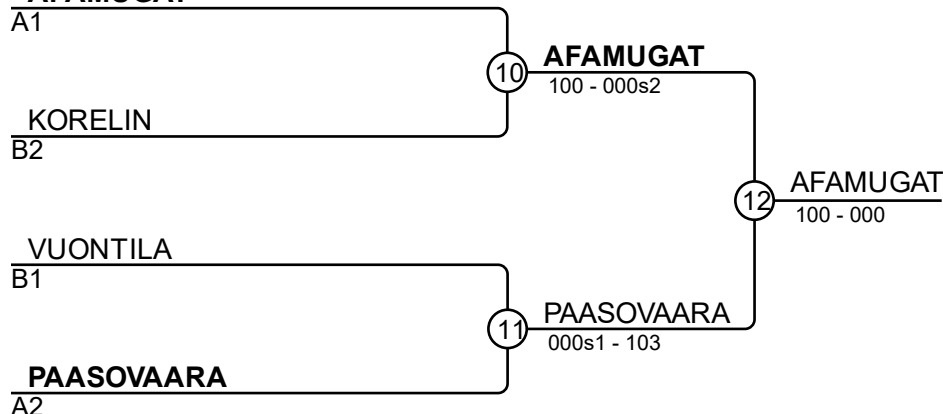 AFAMUGAT
A1
10
AFAMUGAT
100 - 000s2
KORELIN
B2
12
AFAMUGAT
100 - 000
VUONTILA
B1
11
PAASOVAARA
000s1 - 103
PAASOVAARA
A2